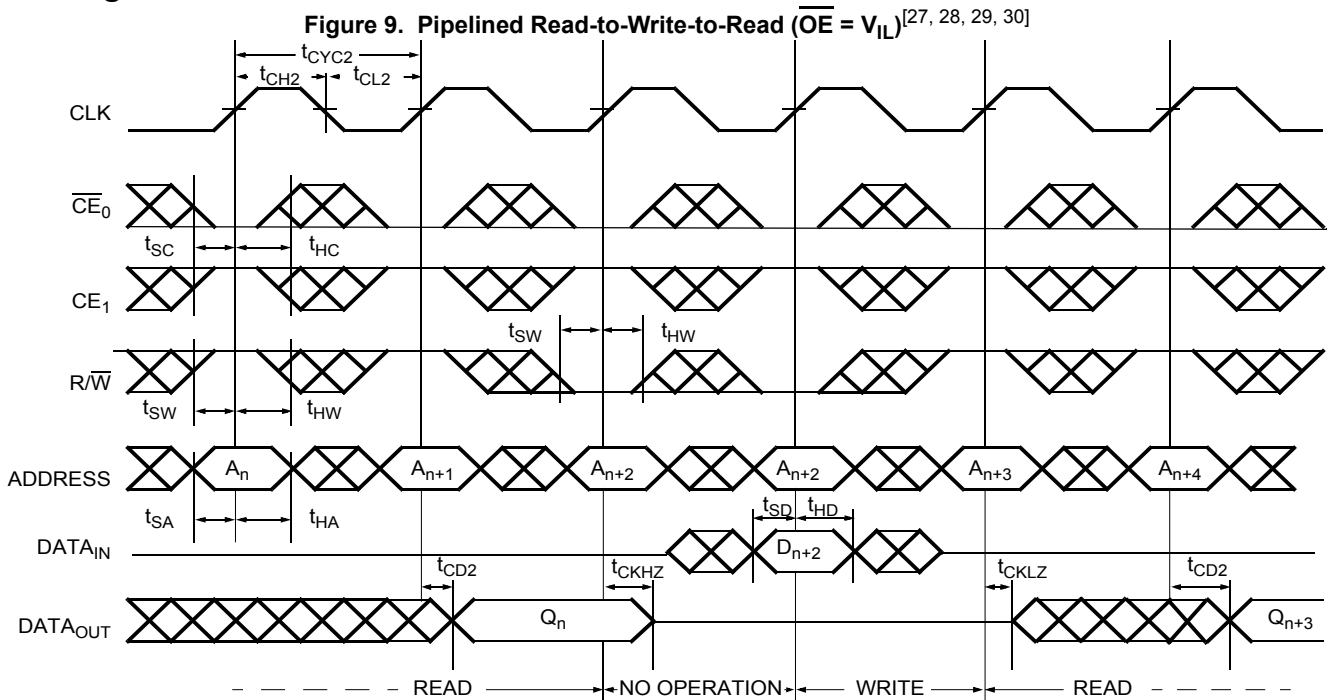 Figure 9. Pipelined Read-to-Write-to-Read (OE = VIL)[27, 28, 29, 30]
tCYC2
tCH2 tCL2
CLK
CE0
tSC tHC
CE1
tSW tHW
R/W
tSW tHW
ADDRESS An An+1 An+2 An+2 An+3 An+4
tSA tHA tSD tHD
DATAIN Dn+2
tCD2 tCKHZ tCKLZ tCD2
DATAOUT Qn Qn+3
READ NO OPERATION WRITE READ